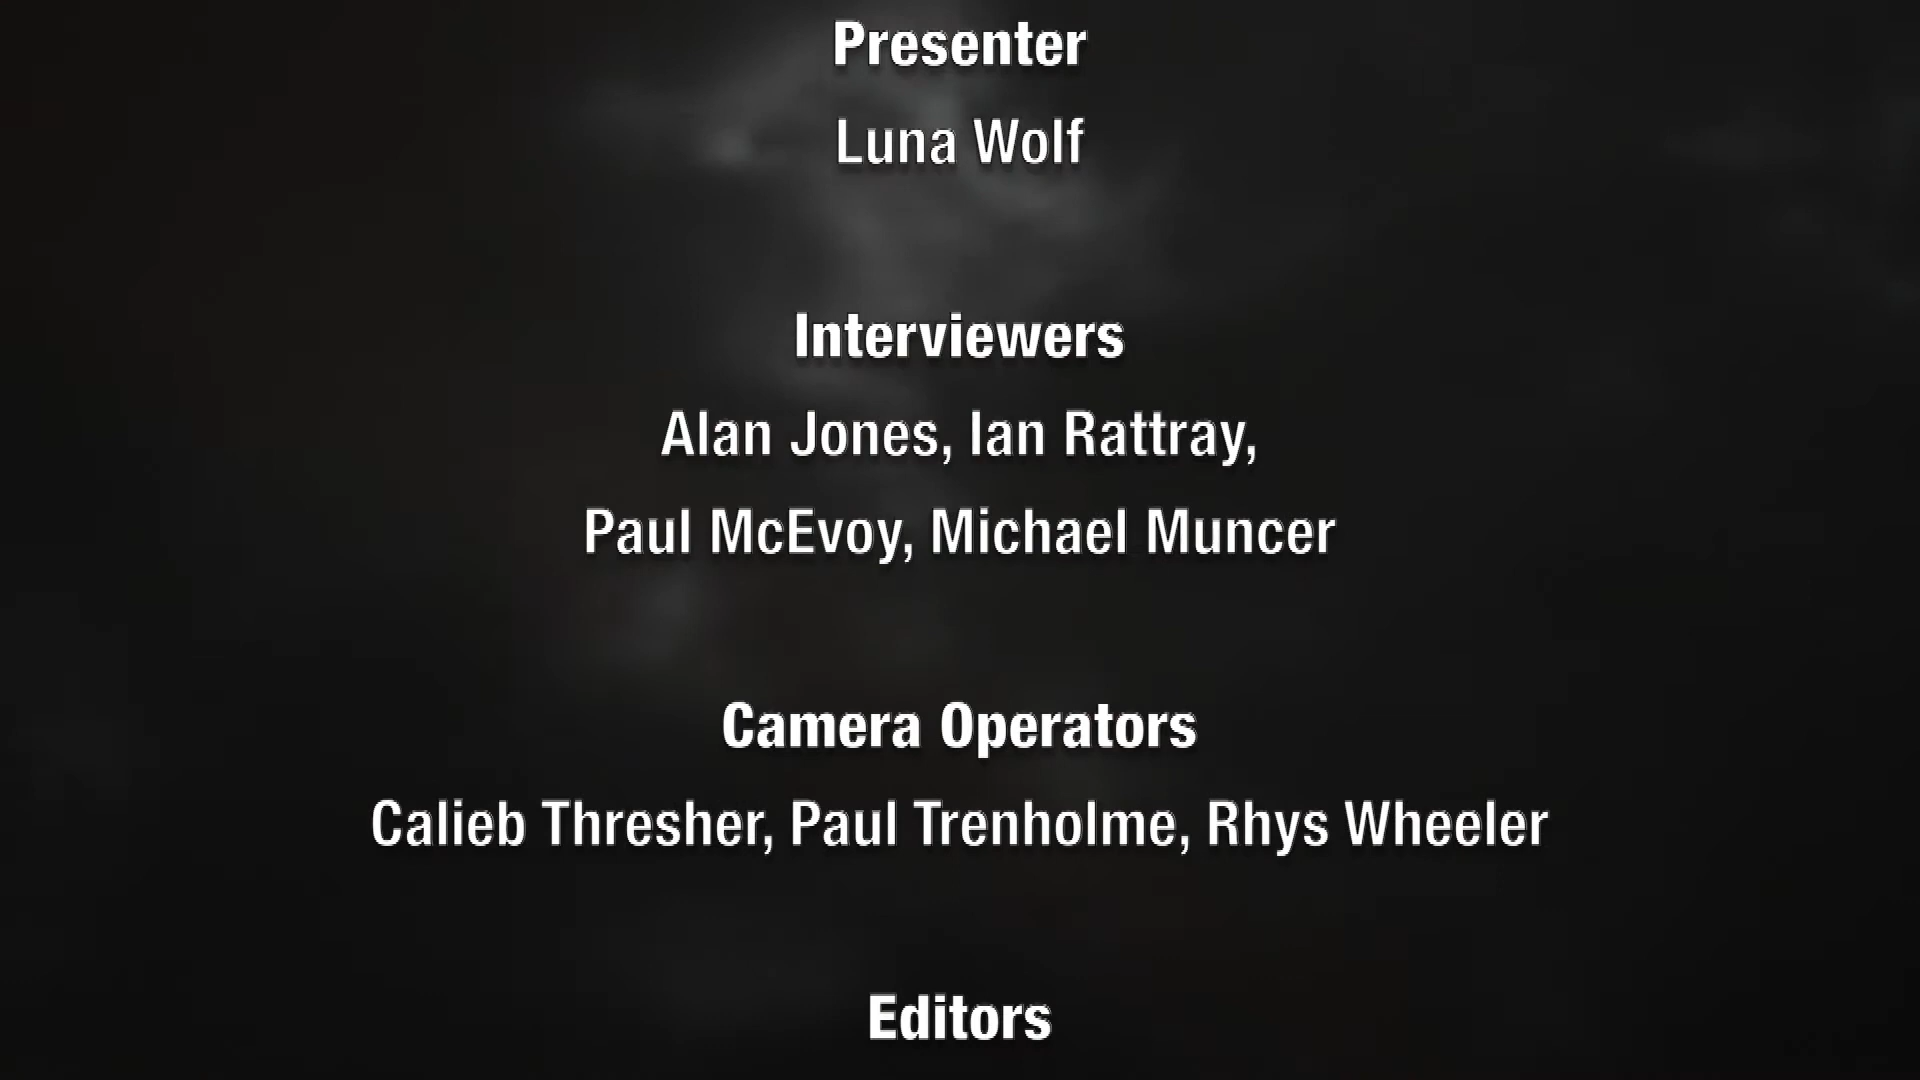 Presenter
Luna Wolf
Interviewers
Alan Jones, Ian Rattray,
Paul McEvoy, Michael Muncer
Camera Operators
Calieb Thresher, Paul Trenholme, Rhys Wheeler
Editors